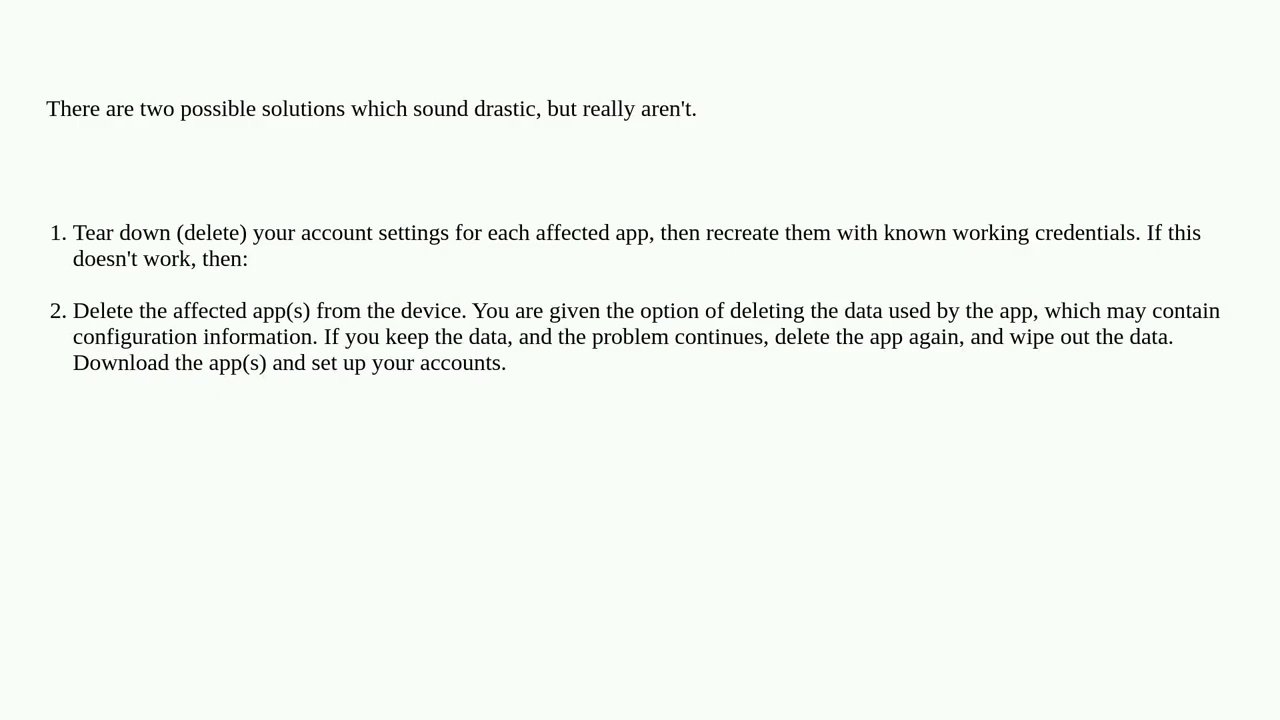 There are two possible solutions which sound drastic, but really aren't.
1. Tear down (delete) your account settings for each affected app, then recreate them with known working credentials. If this
doesn't work, then:
2. Delete the affected app(s) from the device. You are given the option of deleting the data used by the app, which may contain
configuration information. If you keep the data, and the problem continues, delete the app again, and wipe out the data.
Download the app(s) and set up your accounts.